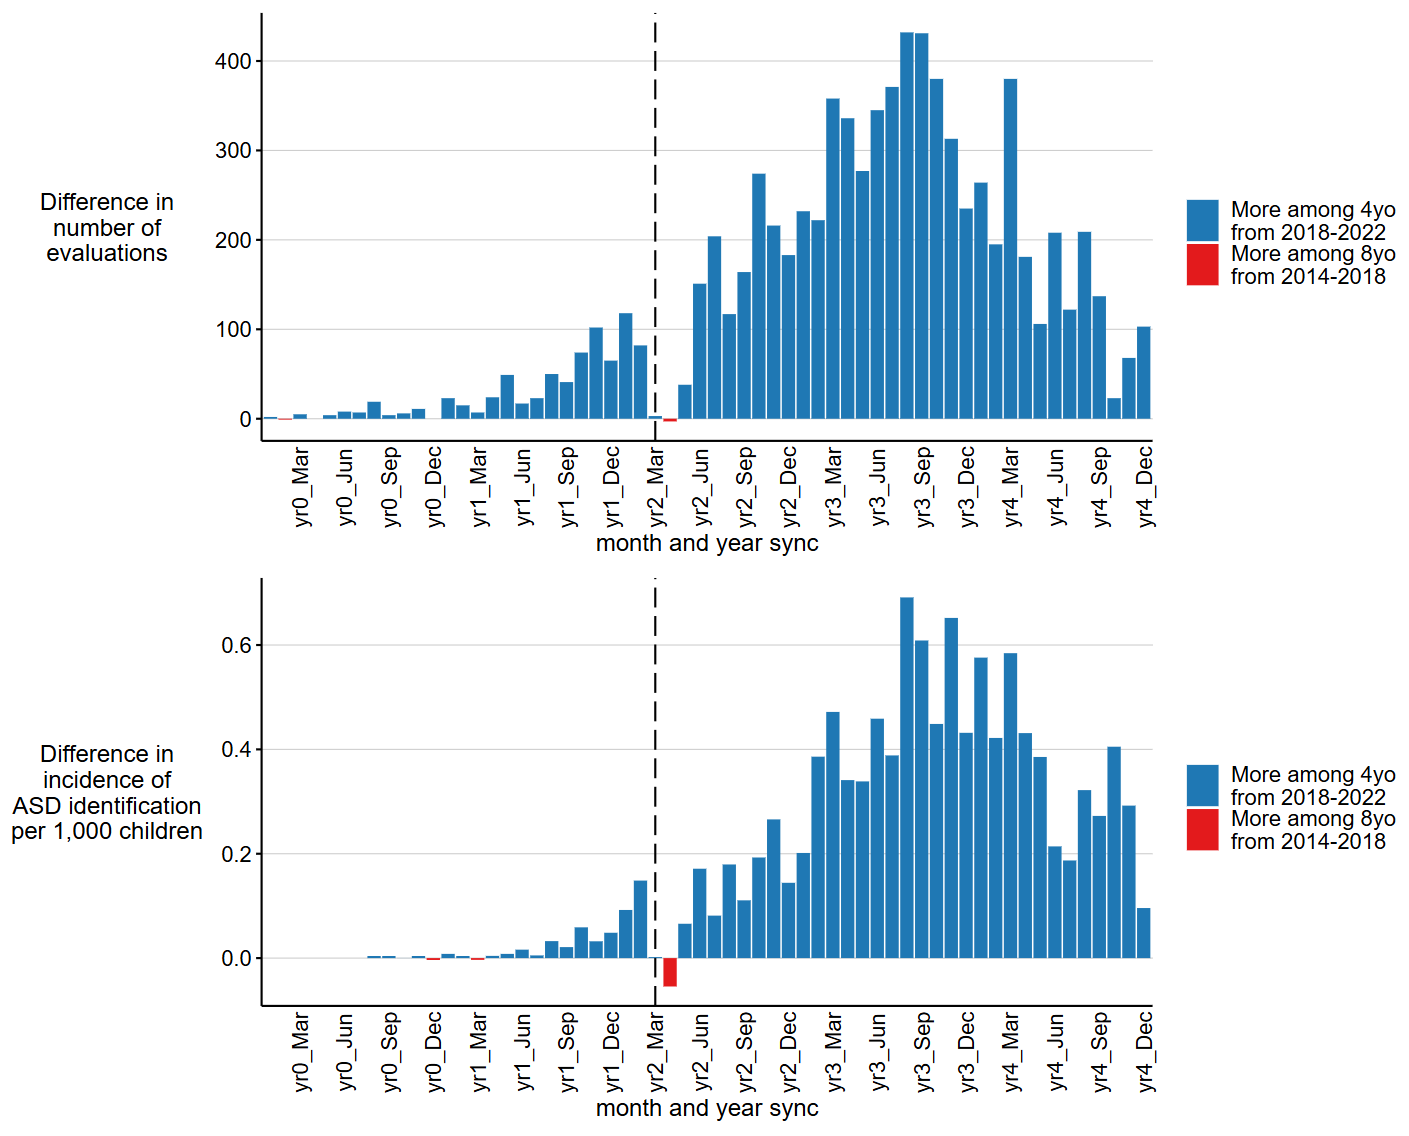 400
300
200
100
0
Difference in
number of
evaluations
yr0_Mar
yr0_Jun
yr0_Sep
yr0_Dec
yr1_Mar
yr1_Jun
yr1_Sep
yr1_Dec
yr2_Mar
yr2_Jun
yr2_Sep
yr2_Dec
yr3_Mar
yr3_Jun
yr3_Sep
yr3_Dec
yr4_Mar
yr4_Jun
yr4_Sep
yr4_Dec
month and year sync
More among 4yo
from 2018-2022
More among 8yo
from 2014-2018
0.6
0.4
0.2
0.0
Difference in
incidence of
ASD identification
per 1,000 children
yr0_Mar
yr0_Jun
yr0_Sep
yr0_Dec
yr1_Mar
yr1_Jun
yr1_Sep
yr1_Dec
yr2_Mar
yr2_Jun
yr2_Sep
yr2_Dec
yr3_Mar
yr3_Jun
yr3_Sep
yr3_Dec
yr4_Mar
yr4_Jun
yr4_Sep
yr4_Dec
month and year sync
More among 4yo
from 2018-2022
More among 8yo
from 2014-2018